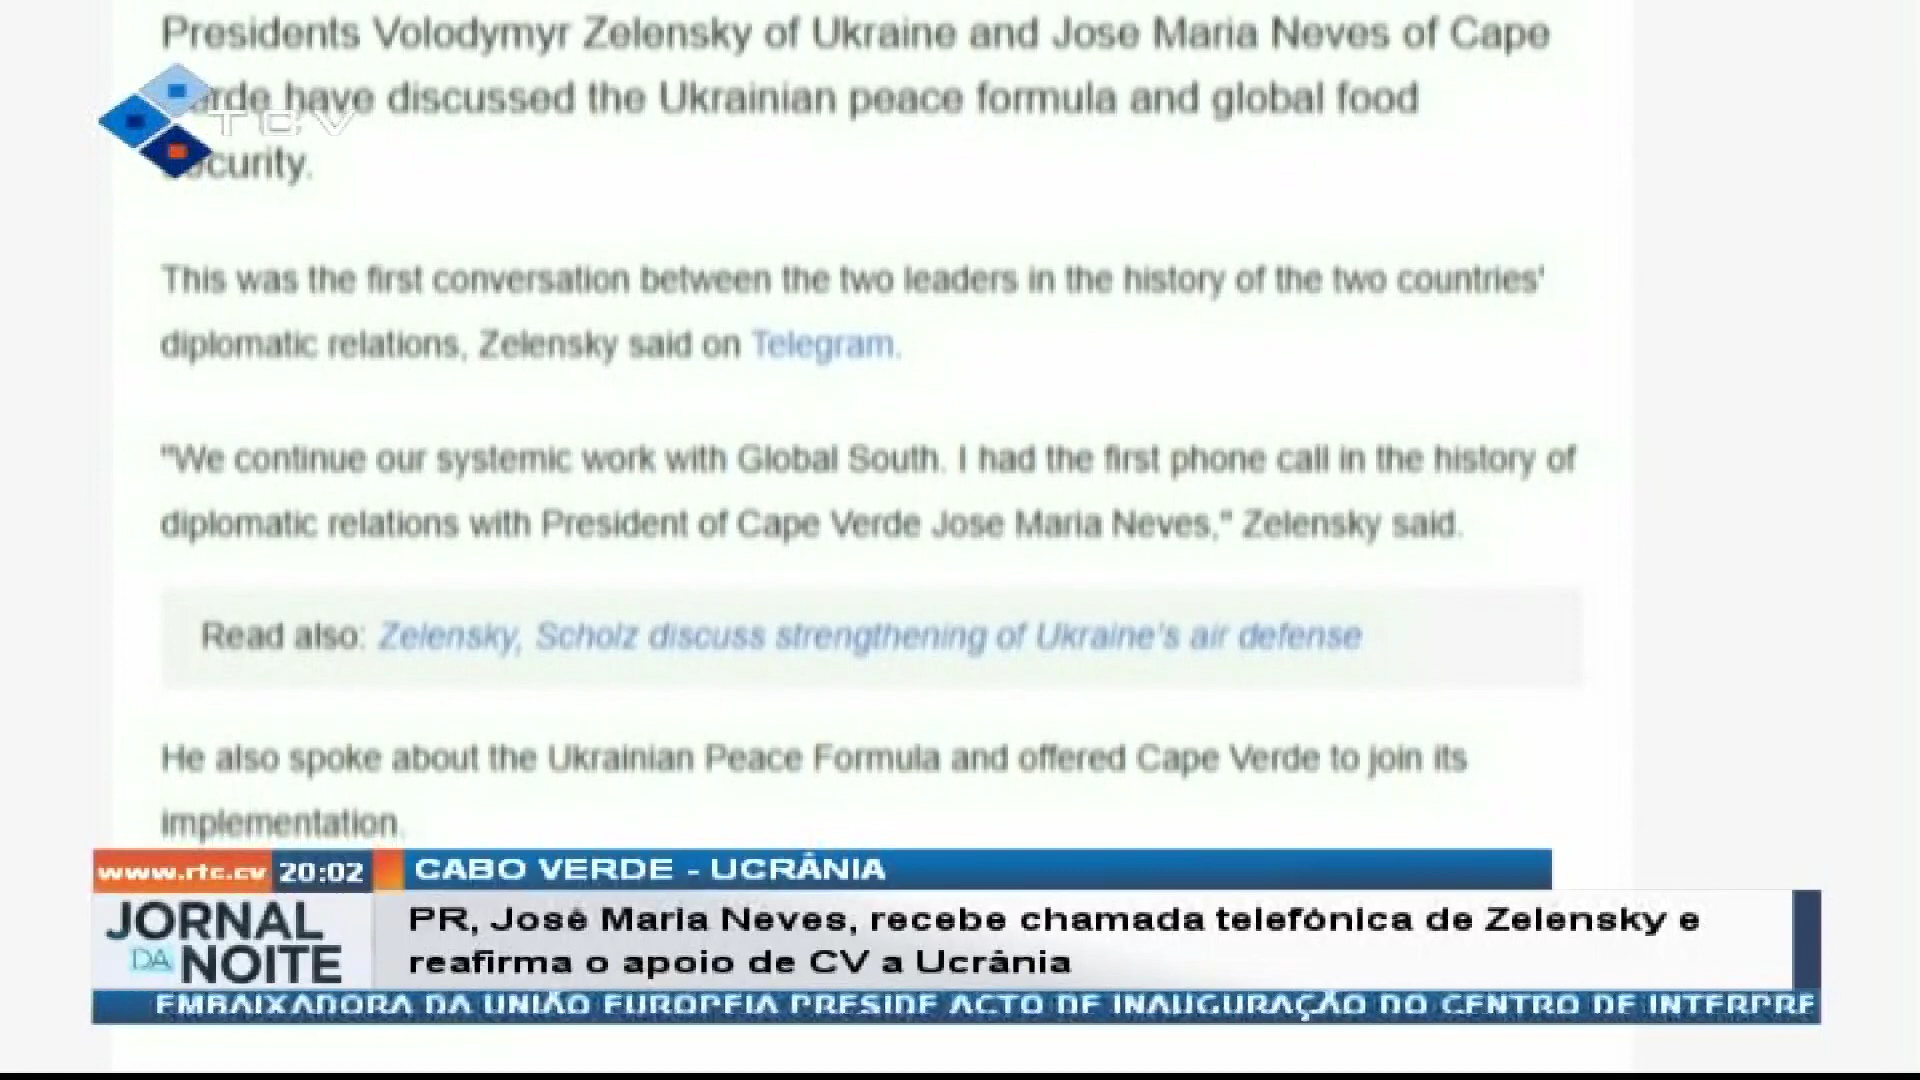 Presidents Volodymyr Zelensky of Ukraine and Jose Maria Neves of Cape
have discussed the Ukrainian peace formula and global food
TCV
This was the first conversation between the two leaders in the history of the two countries'
diplomatic relations, Zelensky said on Telegram.
"We continue our systemic work with Global South. I had the first phone call in the history of
diplomatic relations with President of Cape Verde Jose Maria Neves," Zelensky said.
Read also: Zelensky, Scholz discuss strengthening of Ukraine's air defense
He also spoke about the Ukrainian Peace Formula and offered Cape Verde to join its
implementation.
www.rtc.cv 20:02 CABO VERDE - UCRÂNIA
JORNAL DA NOITE
PR, José Maria Neves, recebe chamada telefónica de Zelensky e
reafirma o apoio de CV a Ucrânia
EMBAIXADORA DA UNIÃO EUROPEIA PRESIDE ACTO DE INAUGURAÇÃO DO CENTRO DE INTERPRE